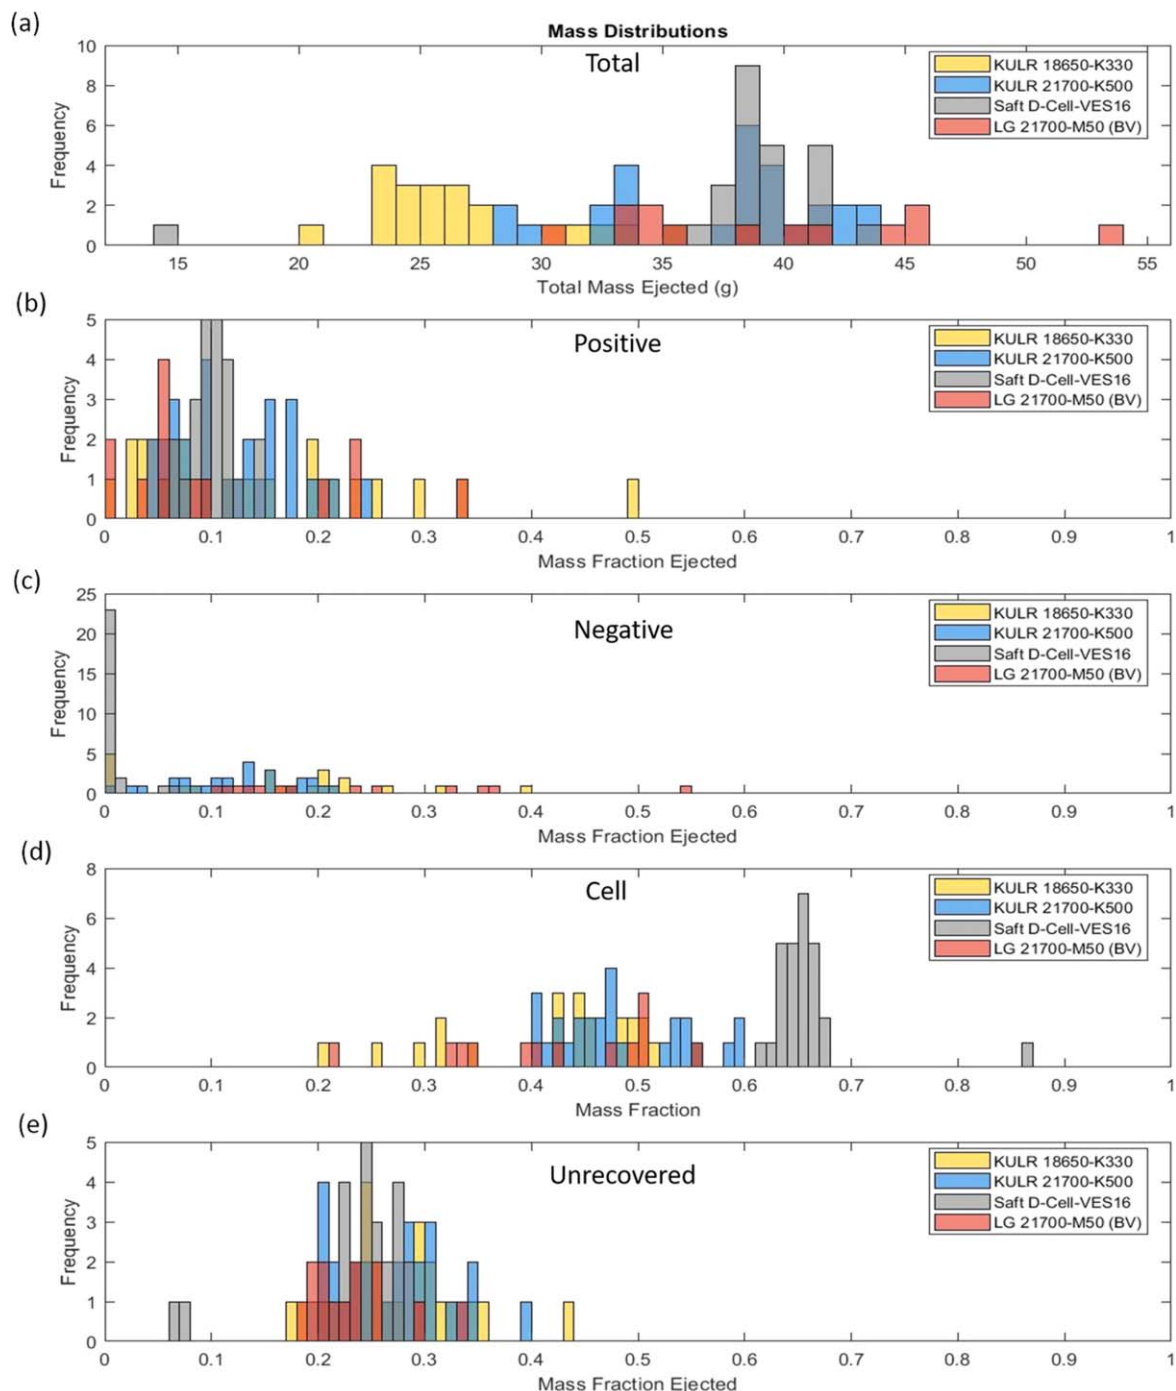 (a)
Mass Distributions
Total
KULR 18650-K330
KULR 21700-K500
Saft D-Cell-VES16
LG 21700-M50 (BV)
Frequency
10
8
6
4
2
0
15 20 25 30 35 40 45 50 55
Total Mass Ejected (g)
(b)
Positive
KULR 18650-K330
KULR 21700-K500
Saft D-Cell-VES16
LG 21700-M50 (BV)
Frequency
5
4
3
2
1
0
0 0.1 0.2 0.3 0.4 0.5 0.6 0.7 0.8 0.9 1
Mass Fraction Ejected
(c)
Negative
KULR 18650-K330
KULR 21700-K500
Saft D-Cell-VES16
LG 21700-M50 (BV)
Frequency
25
20
15
10
5
0
0 0.1 0.2 0.3 0.4 0.5 0.6 0.7 0.8 0.9 1
Mass Fraction Ejected
(d)
Cell
KULR 18650-K330
KULR 21700-K500
Saft D-Cell-VES16
LG 21700-M50 (BV)
Frequency
8
6
4
2
0
0 0.1 0.2 0.3 0.4 0.5 0.6 0.7 0.8 0.9 1
Mass Fraction
(e)
Unrecovered
KULR 18650-K330
KULR 21700-K500
Saft D-Cell-VES16
LG 21700-M50 (BV)
Frequency
5
4
3
2
1
0
0 0.1 0.2 0.3 0.4 0.5 0.6 0.7 0.8 0.9 1
Mass Fraction Ejected